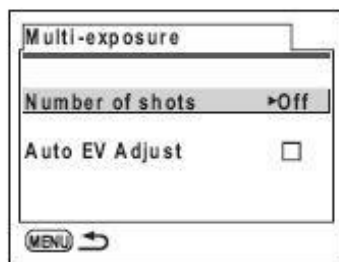 Multi-exposure
Number of shots ▸Off
Auto EV Adjust ☐
MENU